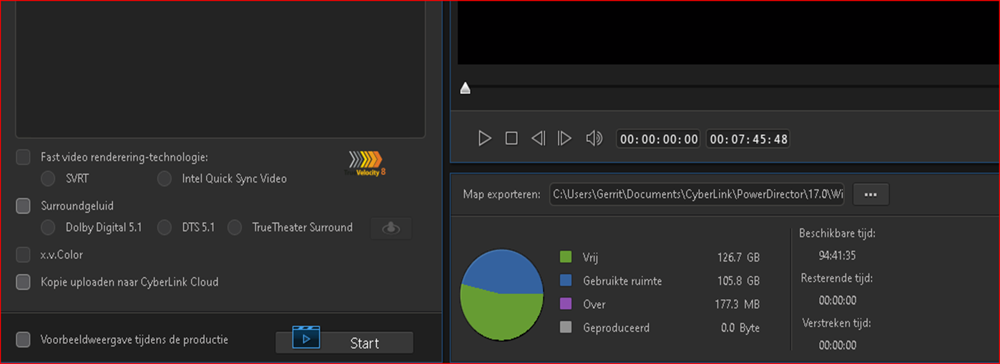 Fast video renderering-technologie:
SVRT Intel Quick Sync Video
TrueVelocity 8
Surroundgeluid
Dolby Digital 5.1 DTS 5.1 TrueTheater Surround
x.v.Color
Kopie uploaden naar CyberLink Cloud
Voorbeeldweergave tijdens de productie
Start
00:00:00:00 00:07:45:48
Map exporteren: C:\Users\Gerrit\Documents\CyberLink\PowerDirector\17.0\Wi ...
Vrij 126.7 GB
Gebruikte ruimte 105.8 GB
Over 177.3 MB
Geproduceerd 0.0 Byte
Beschikbare tijd:
94:41:35
Resterende tijd:
00:00:00
Verstreken tijd:
00:00:00